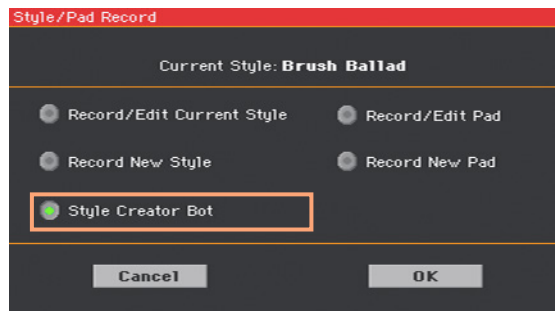 Style/Pad Record
Current Style: Brush Ballad
Record/Edit Current Style
Record/Edit Pad
Record New Style
Record New Pad
Style Creator Bot
Cancel
OK